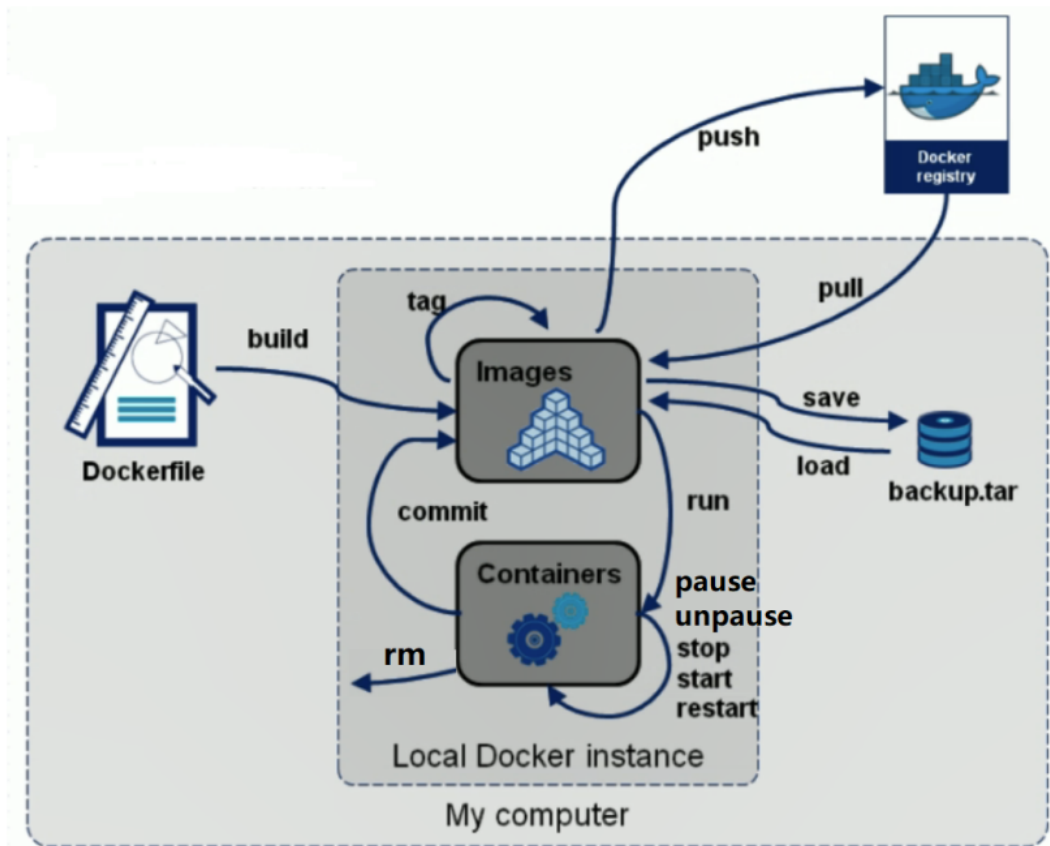 push
Docker
registry
tag
pull
build
Images
save
load
Dockerfile
backup.tar
commit
run
Containers
pause
unpause
stop
start
restart
rm
Local Docker instance
My computer